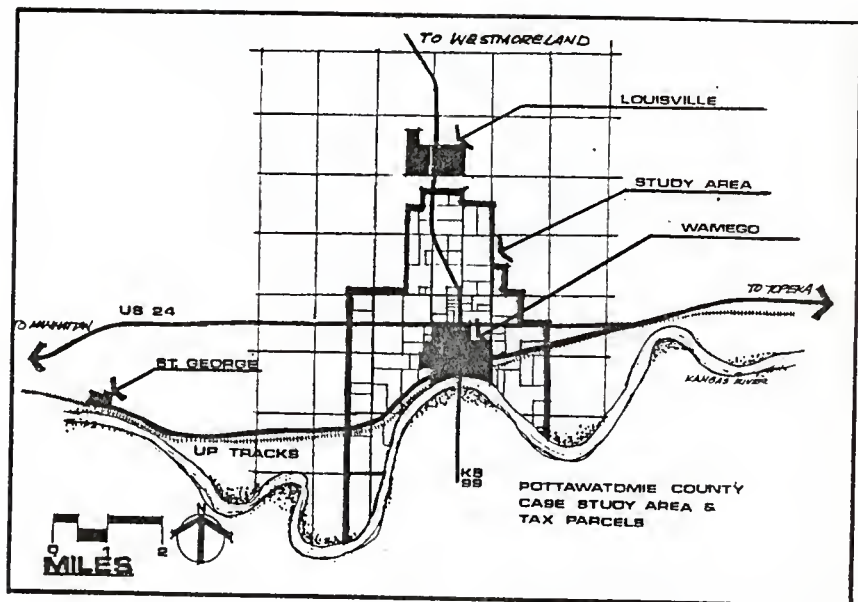 TO WESTMORELAND
LOUISVILLE
STUDY AREA
WAMEGO
TO TOPEKA
US 24
TO MANHATTAN
ST. GEORGE
KANSAS RIVER
UP TRACKS
KS
99
POTTAWATOMIE COUNTY
CASE STUDY AREA &
TAX PARCELS
N
0 1 2
MILES